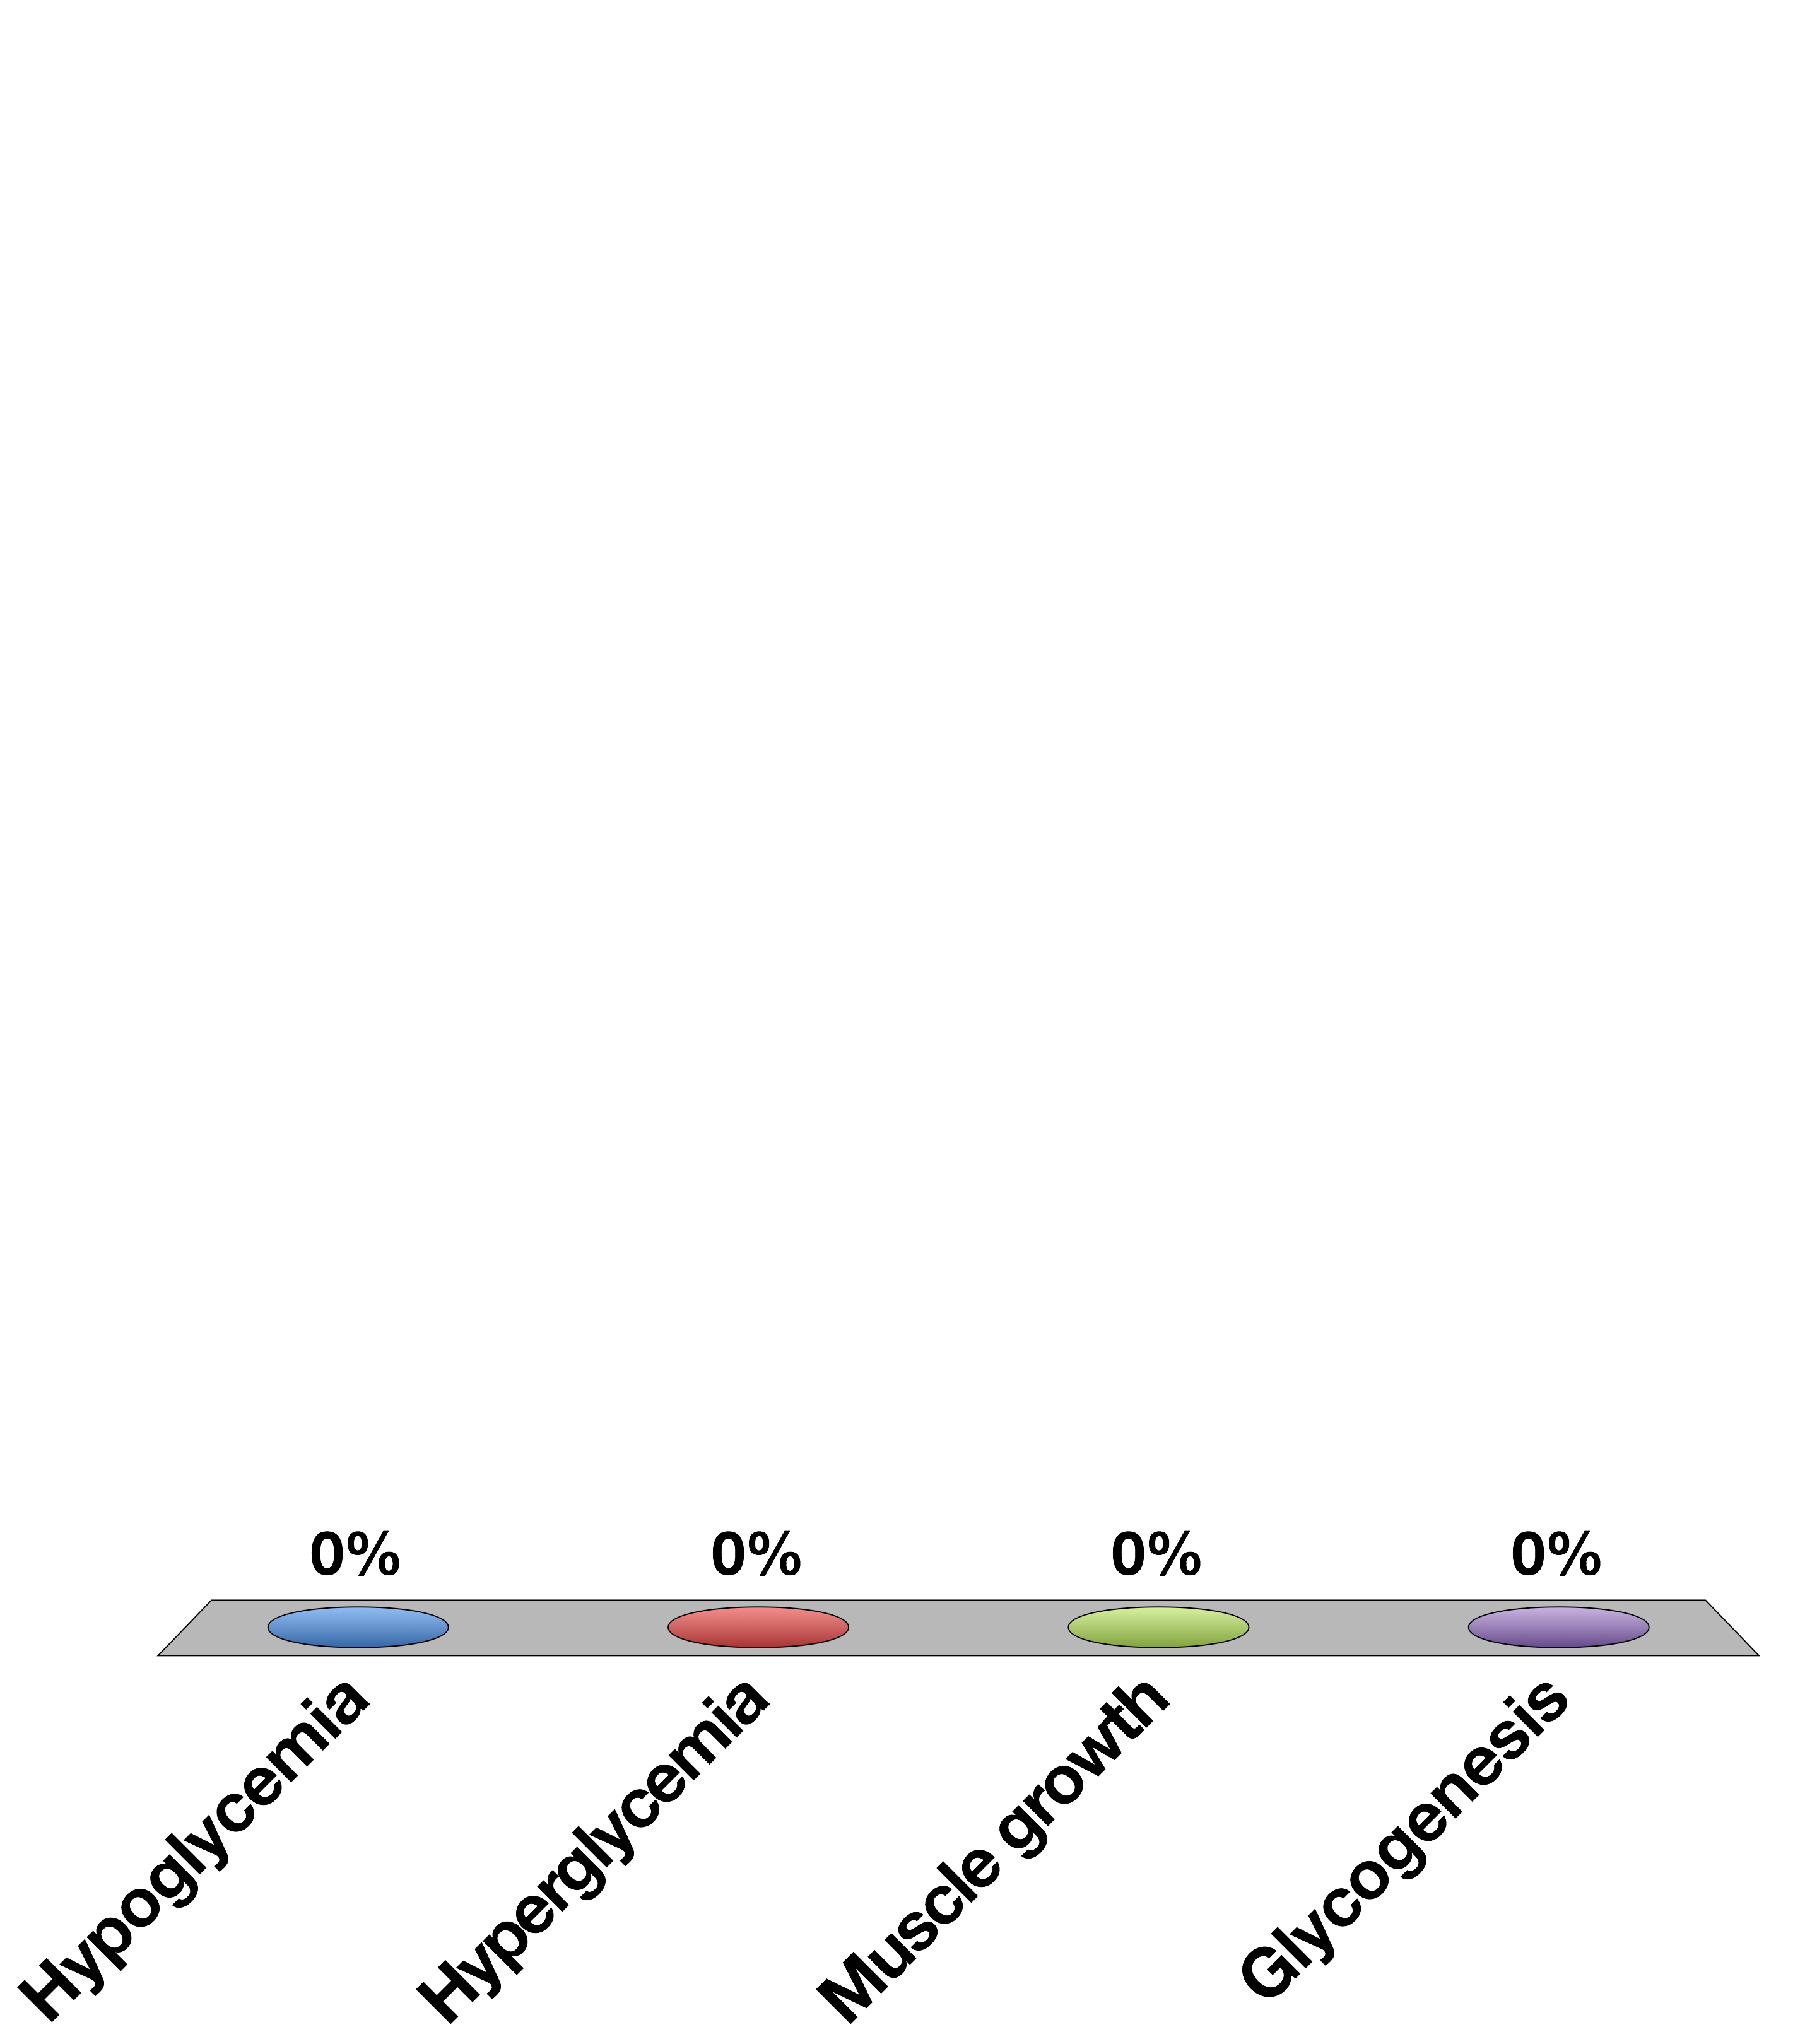 0%
0%
0%
0%
Hypoglycemia
Hyperglycemia
Muscle growth
Glycogenesis